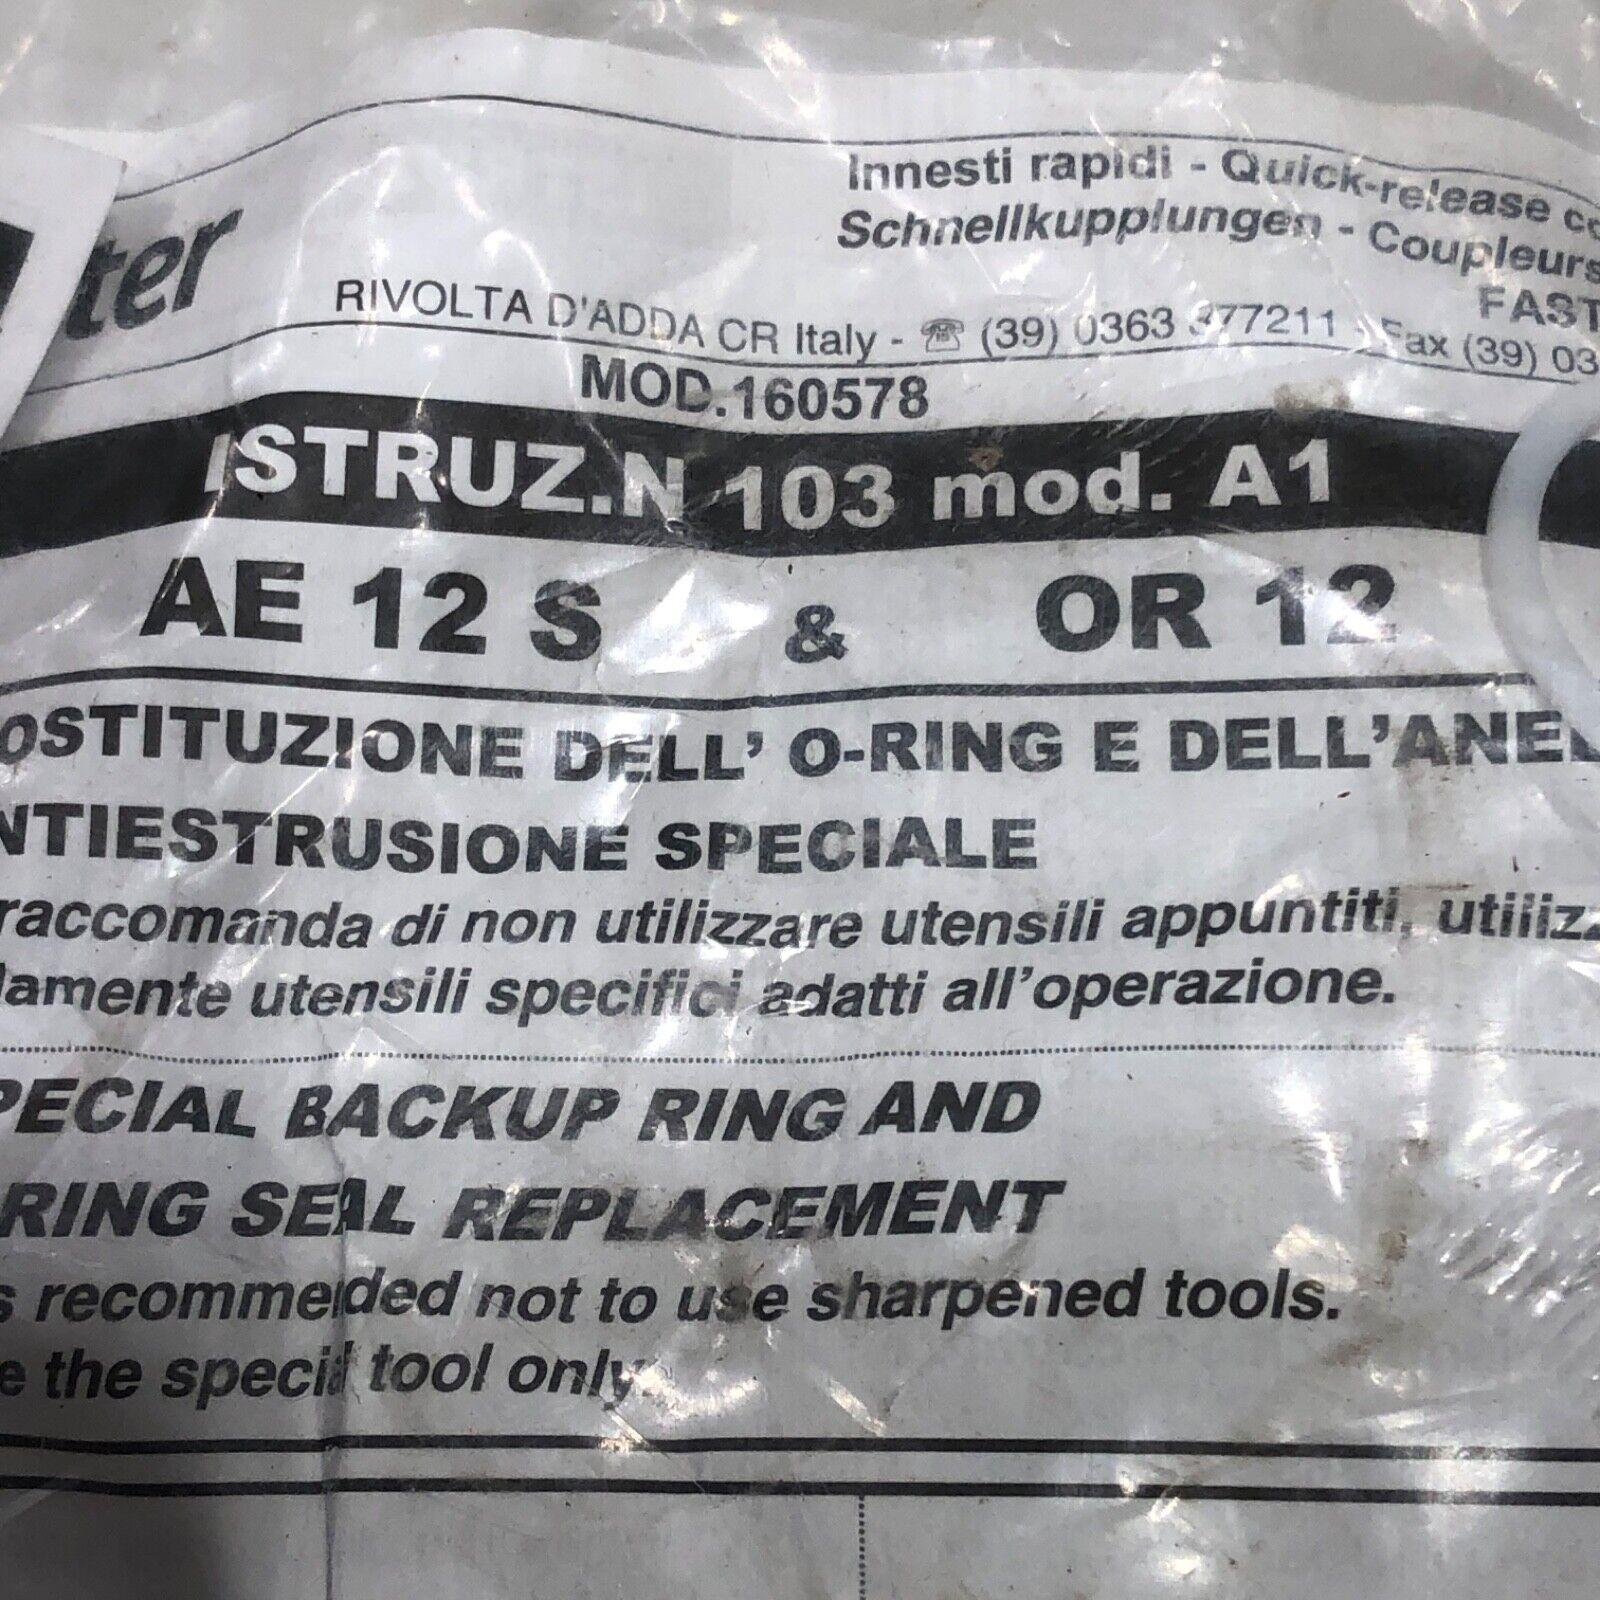 ter
Innesti rapidi - Quick-release co
Schnellkupplungen - Coupleurs
FAST
RIVOLTA D'ADDA CR Italy - ☎ (39) 0363 377211 - Fax (39) 03
MOD.160578
ISTRUZ.N 103 mod. A1
AE 12 S & OR 12
OSTITUZIONE DELL' O-RING E DELL'ANEL
NTIESTRUSIONE SPECIALE
raccomanda di non utilizzare utensili appuntiti, utilizz
lamente utensili specifici adatti all'operazione.
PECIAL BACKUP RING AND
RING SEAL REPLACEMENT
s recommended not to use sharpened tools.
e the special tool only.